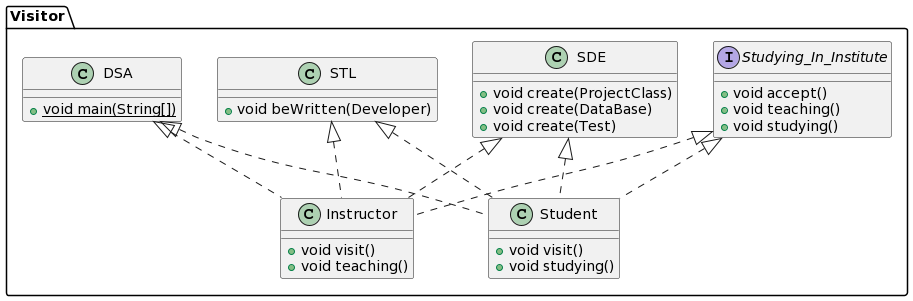 Visitor
C DSA
void main(String[])
C STL
void beWritten(Developer)
C SDE
void create(ProjectClass)
void create(DataBase)
void create(Test)
I Studying_In_Institute
void accept()
void teaching()
void studying()
C Instructor
void visit()
void teaching()
C Student
void visit()
void studying()